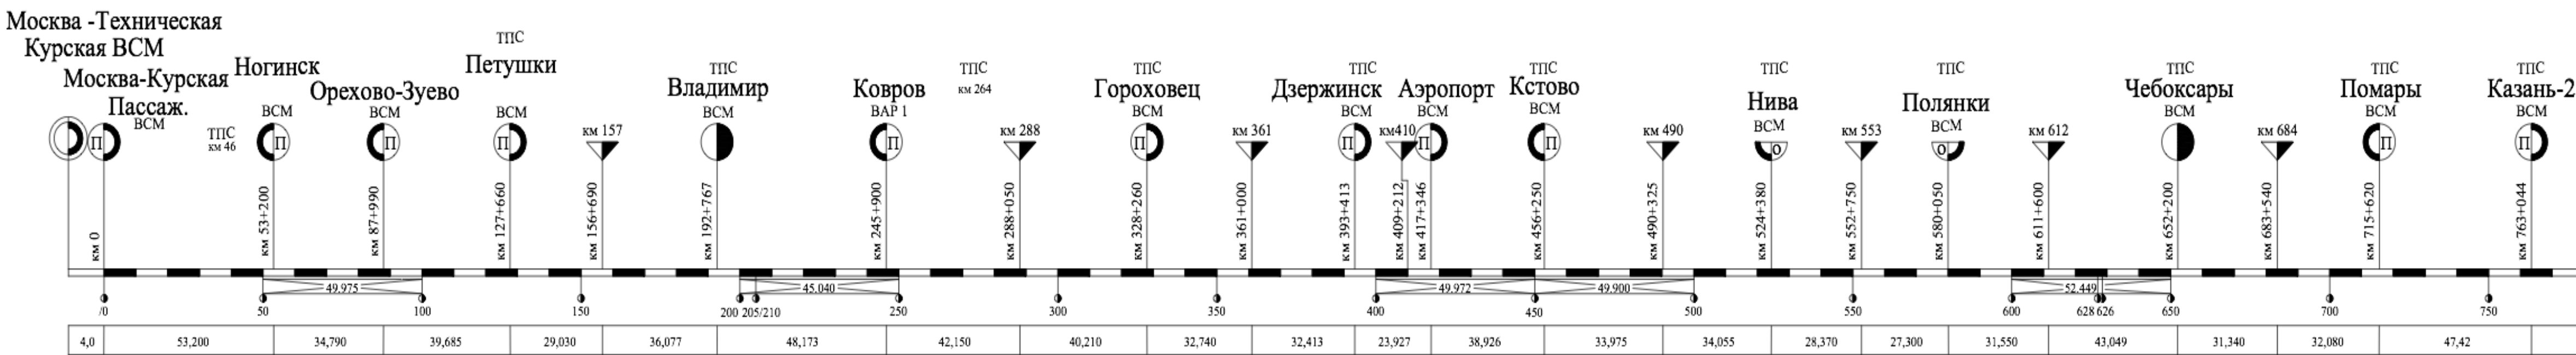 Москва -Техническая
Курская ВСМ
Москва-Курская
Пассаж.
ВСМ
П
ТПС
км 46
Ногинск
ВСМ
П
Орехово-Зуево
ВСМ
П
ТПС
Петушки
ВСМ
П
км 157
ТПС
Владимир
ВСМ
Ковров
ВАР 1
П
ТПС
км 264
км 288
ТПС
Гороховец
ВСМ
П
км 361
ТПС
Дзержинск
ВСМ
П
км410
Аэропорт
ВСМ
П
ТПС
Кстово
ВСМ
П
км 490
ТПС
Нива
ВСМ
О
км 553
ТПС
Полянки
ВСМ
О
км 612
ТПС
Чебоксары
ВСМ
км 684
ТПС
Помары
ВСМ
П
ТПС
Казань-2
ВСМ
П
км 0
км 53+200
км 87+990
км 127+660
км 156+690
км 192+767
км 245+900
км 288+050
км 328+260
км 361+000
км 393+413
км 409+212
км 417+346
км 456+250
км 490+325
км 524+380
км 552+750
км 580+050
км 611+600
км 652+200
км 683+540
км 715+620
км 763+044
49.975 45.040 49.972 49.900 52.449
/0 50 100 150 200 205/210 250 300 350 400 450 500 550 600 628 626 650 700 750
4,0 53,200 34,790 39,685 29,030 36,077 48,173 42,150 40,210 32,740 32,413 23,927 38,926 33,975 34,055 28,370 27,300 31,550 43,049 31,340 32,080 47,42